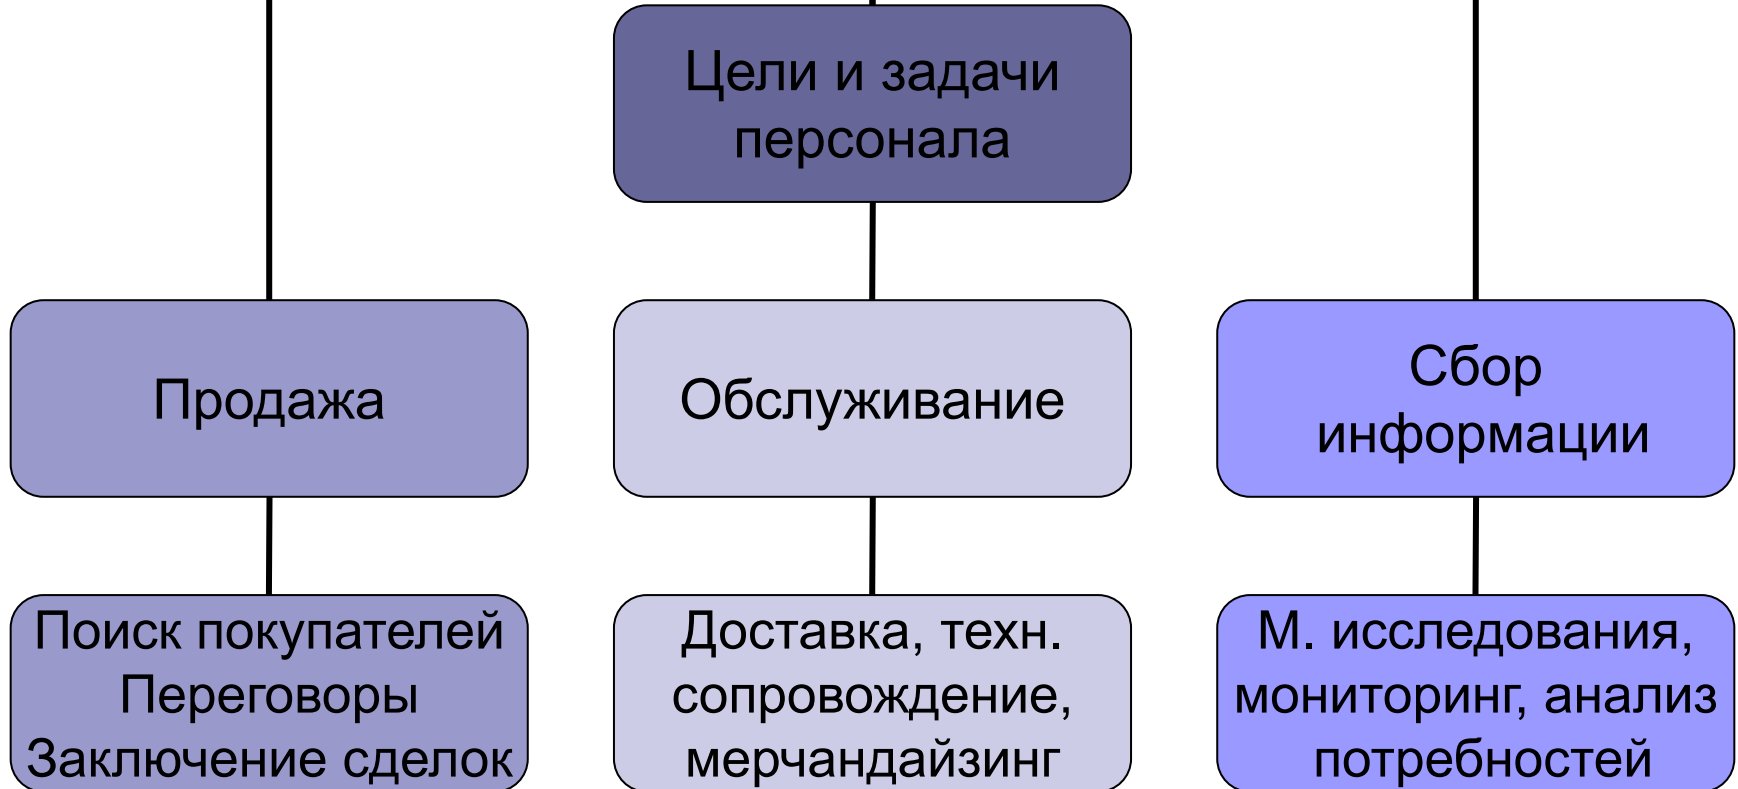 Цели и задачи
персонала
Продажа
Обслуживание
Сбор
информации
Поиск покупателей
Переговоры
Заключение сделок
Доставка, техн.
сопровождение,
мерчандайзинг
М. исследования,
мониторинг, анализ
потребностей